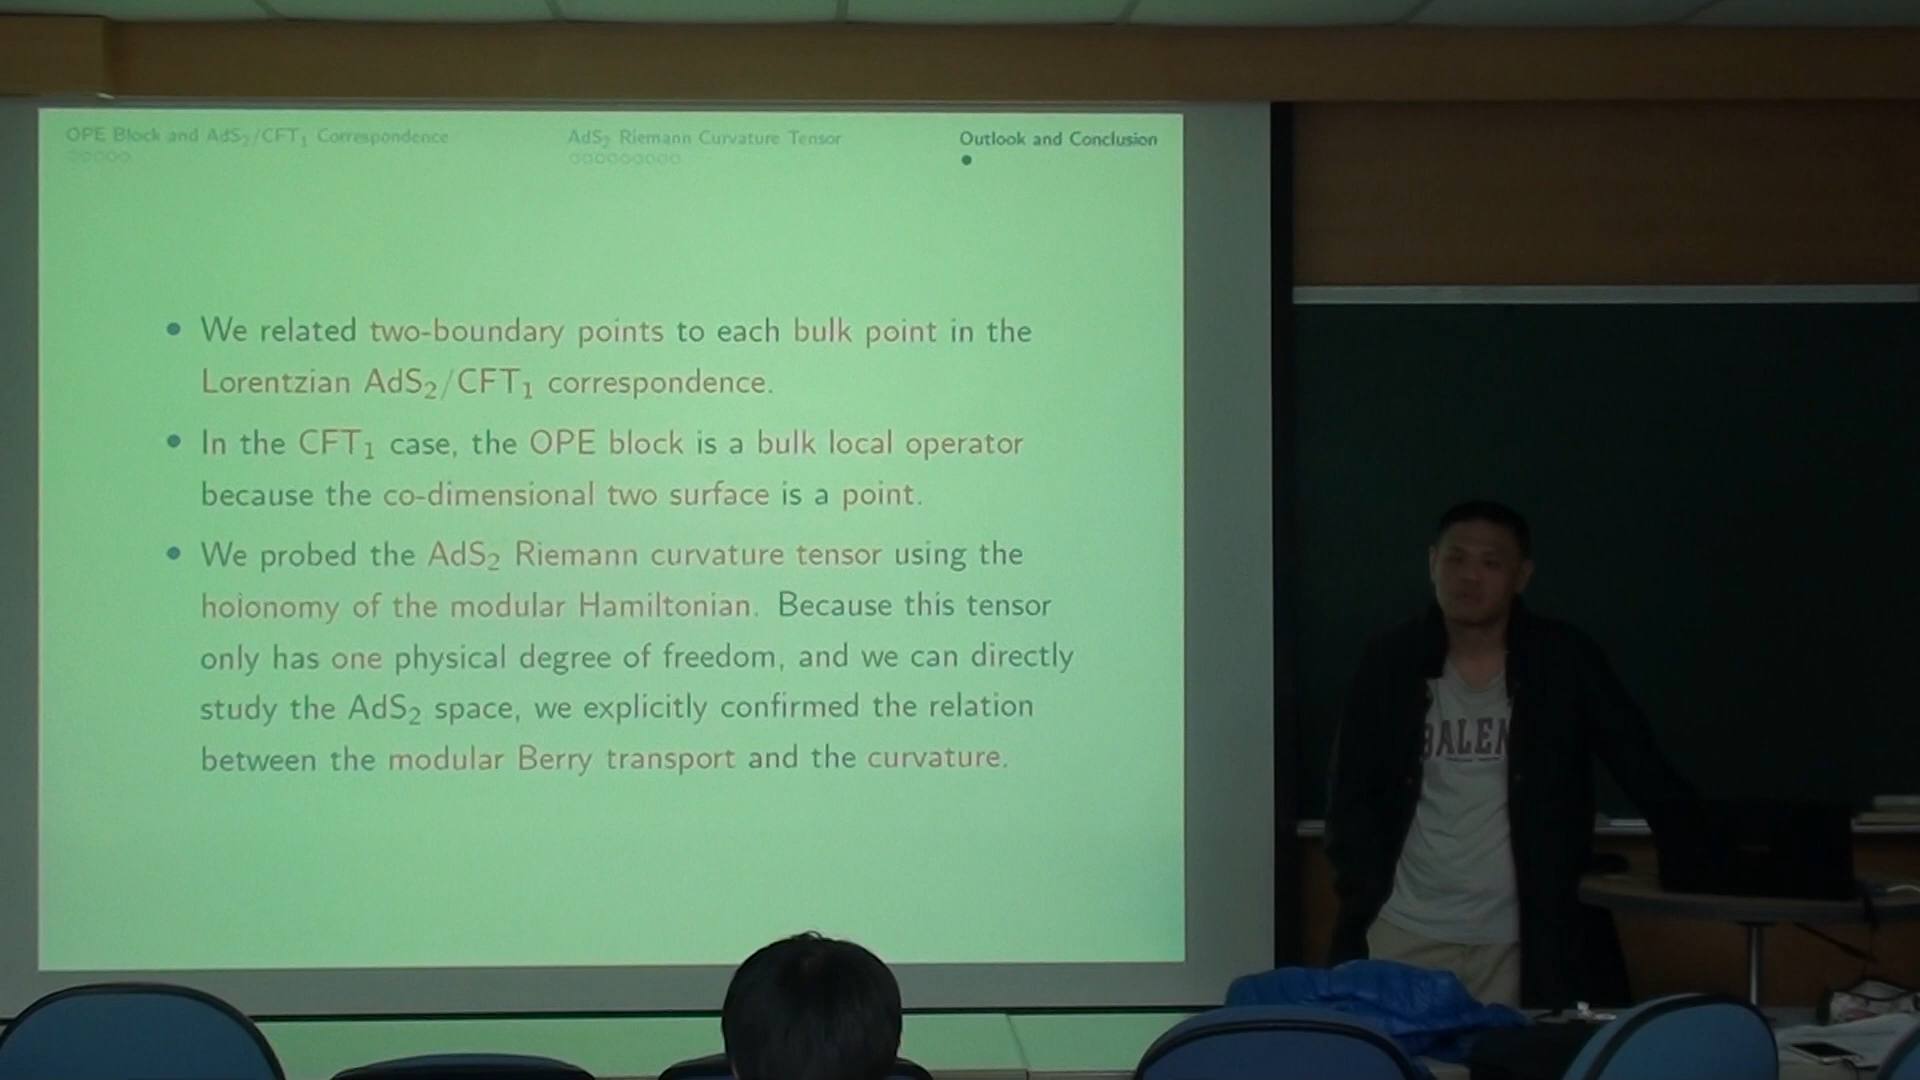 OPE Block and AdS₂/CFT₁ Correspondence
AdS₂ Riemann Curvature Tensor
Outlook and Conclusion
• We related two-boundary points to each bulk point in the
Lorentzian AdS₂/CFT₁ correspondence.
• In the CFT₁ case, the OPE block is a bulk local operator
because the co-dimensional two surface is a point.
• We probed the AdS₂ Riemann curvature tensor using the
holonomy of the modular Hamiltonian. Because this tensor
only has one physical degree of freedom, and we can directly
study the AdS₂ space, we explicitly confirmed the relation
between the modular Berry transport and the curvature.
BALEN